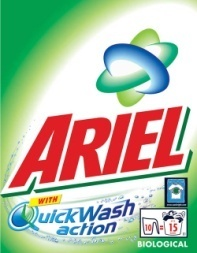 ARIEL
WITH
QuickWash
action
10 = 15
BIOLOGICAL